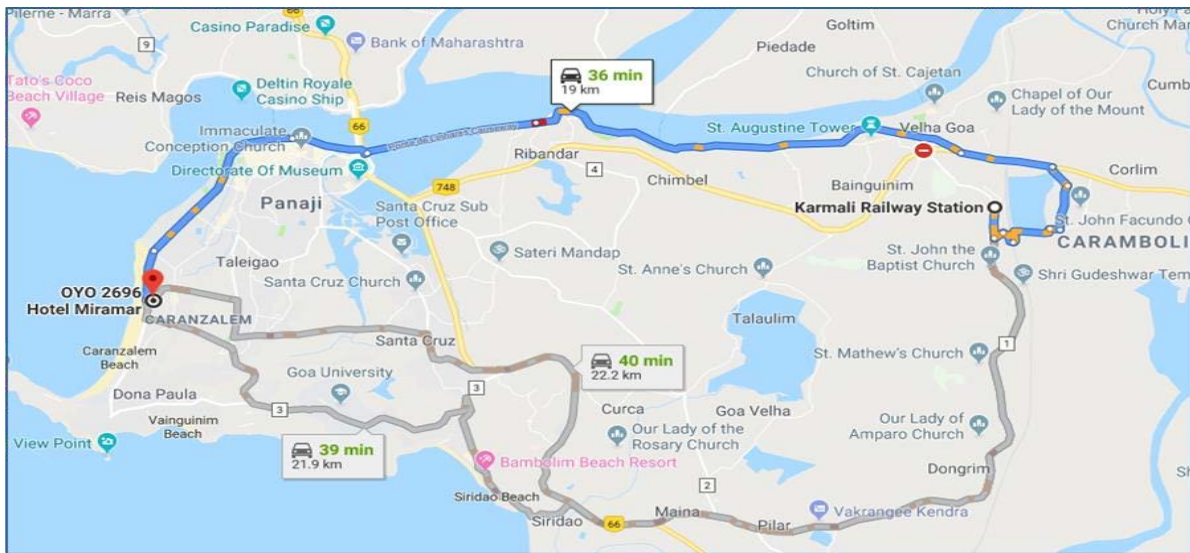 Pilerne - Marra
Casino Paradise
Bank of Maharashtra
Goltim
Piedade
Church Mar
9
Tato's Coco
Beach Village
Reis Magos
Deltin Royale
Casino Ship
36 min
19 km
Church of St. Cajetan
Chapel of Our
Lady of the Mount
Cumb
66
Immaculate
Conception Church
Ponte de Linhares Causeway
St. Augustine Tower
Velha Goa
Directorate Of Museum
Ribandar
4
Chimbel
Corlim
748
Bainguinim
Panaji
Santa Cruz Sub
Post Office
Karmali Railway Station
St. John Facundo C
CARAMBOLI
Taleigao
Sateri Mandap
St. John the
Baptist Church
Santa Cruz Church
St. Anne's Church
Shri Gudeshwar Tem
OYO 2696
Hotel Miramar
CARANZALEM
Talaulim
Caranzalem
Beach
Santa Cruz
40 min
22.2 km
1
St. Mathew's Church
Goa University
3
Dona Paula
3
Curca
Goa Velha
Vainguinim
Beach
Our Lady of the
Rosary Church
Our Lady of
Amparo Church
View Point
39 min
21.9 km
Bambolim Beach Resort
Dongrim
Siridao Beach
2
Siridao
66
Maina
Pilar
Vakrangee Kendra